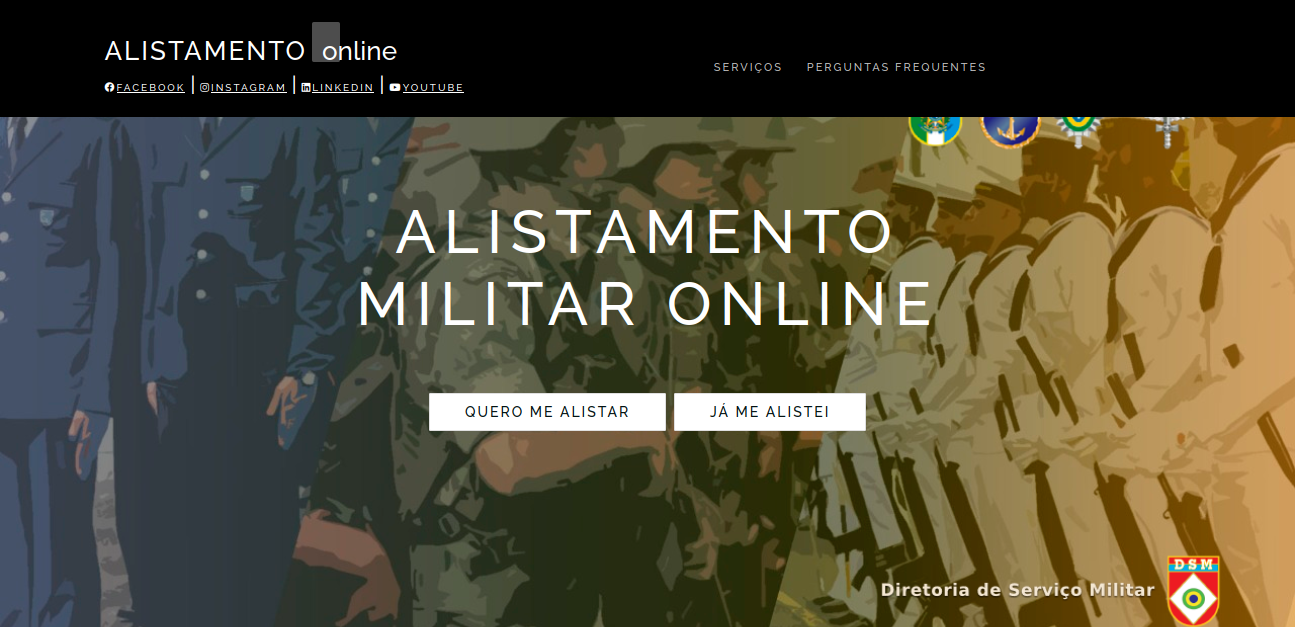 ALISTAMENTO online
FACEBOOK | INSTAGRAM | LINKEDIN | YOUTUBE
SERVIÇOS PERGUNTAS FREQUENTES
ALISTAMENTO
MILITAR ONLINE
QUERO ME ALISTAR JÁ ME ALISTEI
Diretoria de Serviço Militar
DSM